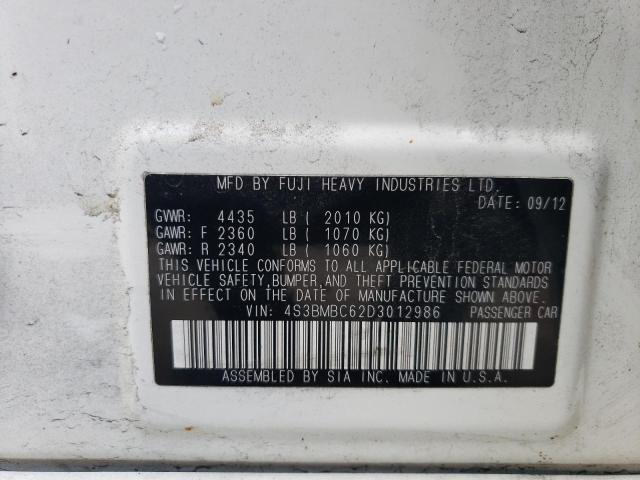 MFD BY FUJI HEAVY INDUSTRIES LTD.
DATE: 09/12
GVWR: 4435 LB ( 2010 KG)
GAWR: F 2360 LB ( 1070 KG)
GAWR: R 2340 LB ( 1060 KG)
THIS VEHICLE CONFORMS TO ALL APPLICABLE FEDERAL MOTOR
VEHICLE SAFETY, BUMPER, AND THEFT PREVENTION STANDARDS
IN EFFECT ON THE DATE OF MANUFACTURE SHOWN ABOVE.
VIN: 4S3BMBC62D3012986 PASSENGER CAR
ASSEMBLED BY SIA INC. MADE IN U.S.A.